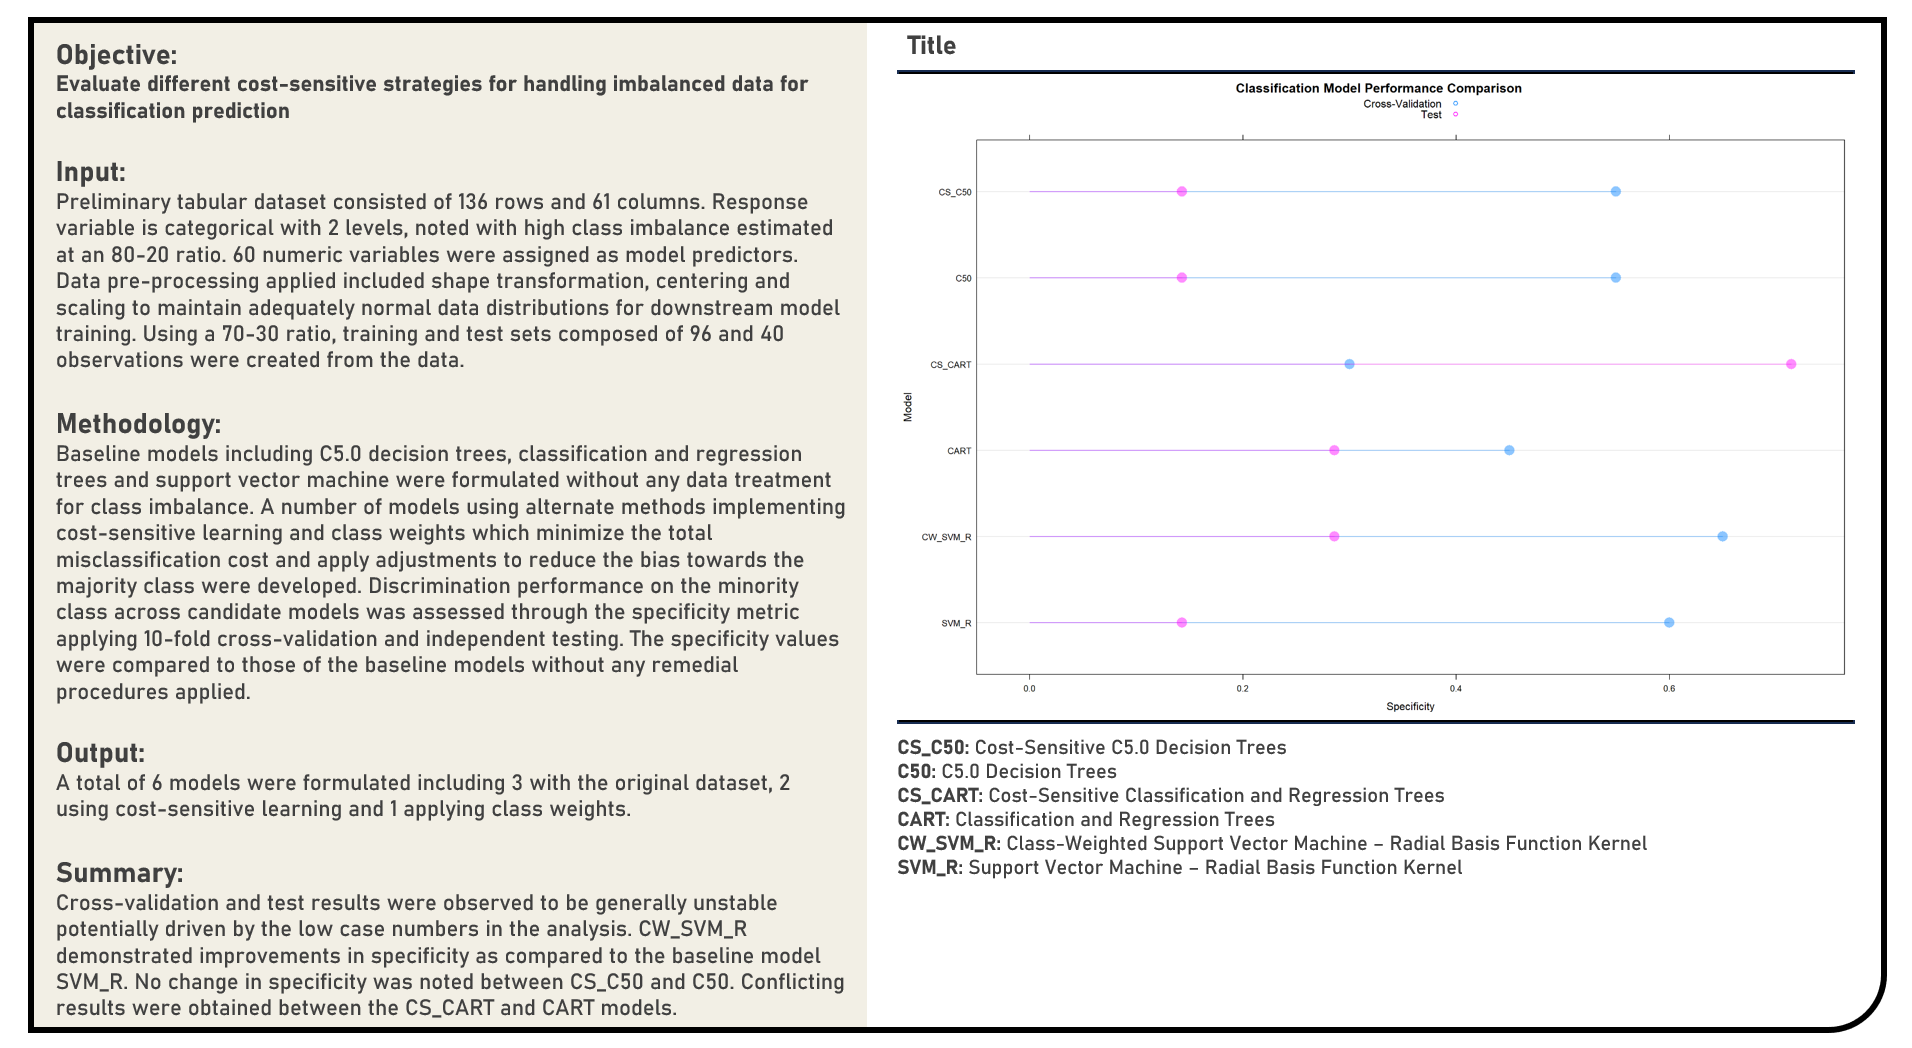 Objective:
Evaluate different cost-sensitive strategies for handling imbalanced data for
classification prediction
Input:
Preliminary tabular dataset consisted of 136 rows and 61 columns. Response
variable is categorical with 2 levels, noted with high class imbalance estimated
at an 80-20 ratio. 60 numeric variables were assigned as model predictors.
Data pre-processing applied included shape transformation, centering and
scaling to maintain adequately normal data distributions for downstream model
training. Using a 70-30 ratio, training and test sets composed of 96 and 40
observations were created from the data.
Methodology:
Baseline models including C5.0 decision trees, classification and regression
trees and support vector machine were formulated without any data treatment
for class imbalance. A number of models using alternate methods implementing
cost-sensitive learning and class weights which minimize the total
misclassification cost and apply adjustments to reduce the bias towards the
majority class were developed. Discrimination performance on the minority
class across candidate models was assessed through the specificity metric
applying 10-fold cross-validation and independent testing. The specificity values
were compared to those of the baseline models without any remedial
procedures applied.
Output:
A total of 6 models were formulated including 3 with the original dataset, 2
using cost-sensitive learning and 1 applying class weights.
Summary:
Cross-validation and test results were observed to be generally unstable
potentially driven by the low case numbers in the analysis. CW_SVM_R
demonstrated improvements in specificity as compared to the baseline model
SVM_R. No change in specificity was noted between CS_C50 and C50. Conflicting
results were obtained between the CS_CART and CART models.
Title
Classification Model Performance Comparison
Cross-Validation
Test
CS_C50
C50
CS_CART
Model
CART
CW_SVM_R
SVM_R
0.0 0.2 0.4 0.6
Specificity
CS_C50: Cost-Sensitive C5.0 Decision Trees
C50: C5.0 Decision Trees
CS_CART: Cost-Sensitive Classification and Regression Trees
CART: Classification and Regression Trees
CW_SVM_R: Class-Weighted Support Vector Machine – Radial Basis Function Kernel
SVM_R: Support Vector Machine – Radial Basis Function Kernel